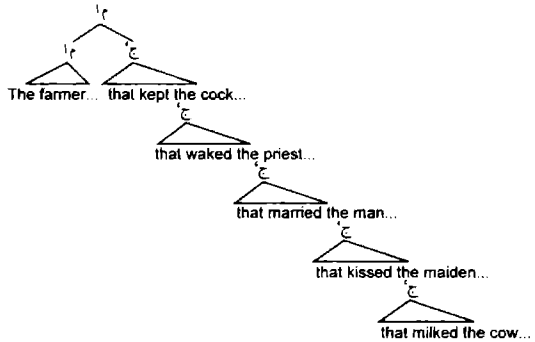 م ا
م ا جَ
The farmer... that kept the cock...
جَ
that waked the priest...
جَ
that married the man...
جَ
that kissed the maiden...
جَ
that milked the cow...